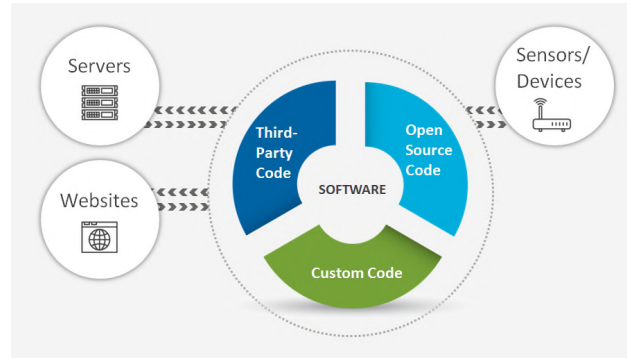 Servers
Websites
Third-
Party
Code
SOFTWARE
Open
Source
Code
Custom Code
Sensors/
Devices